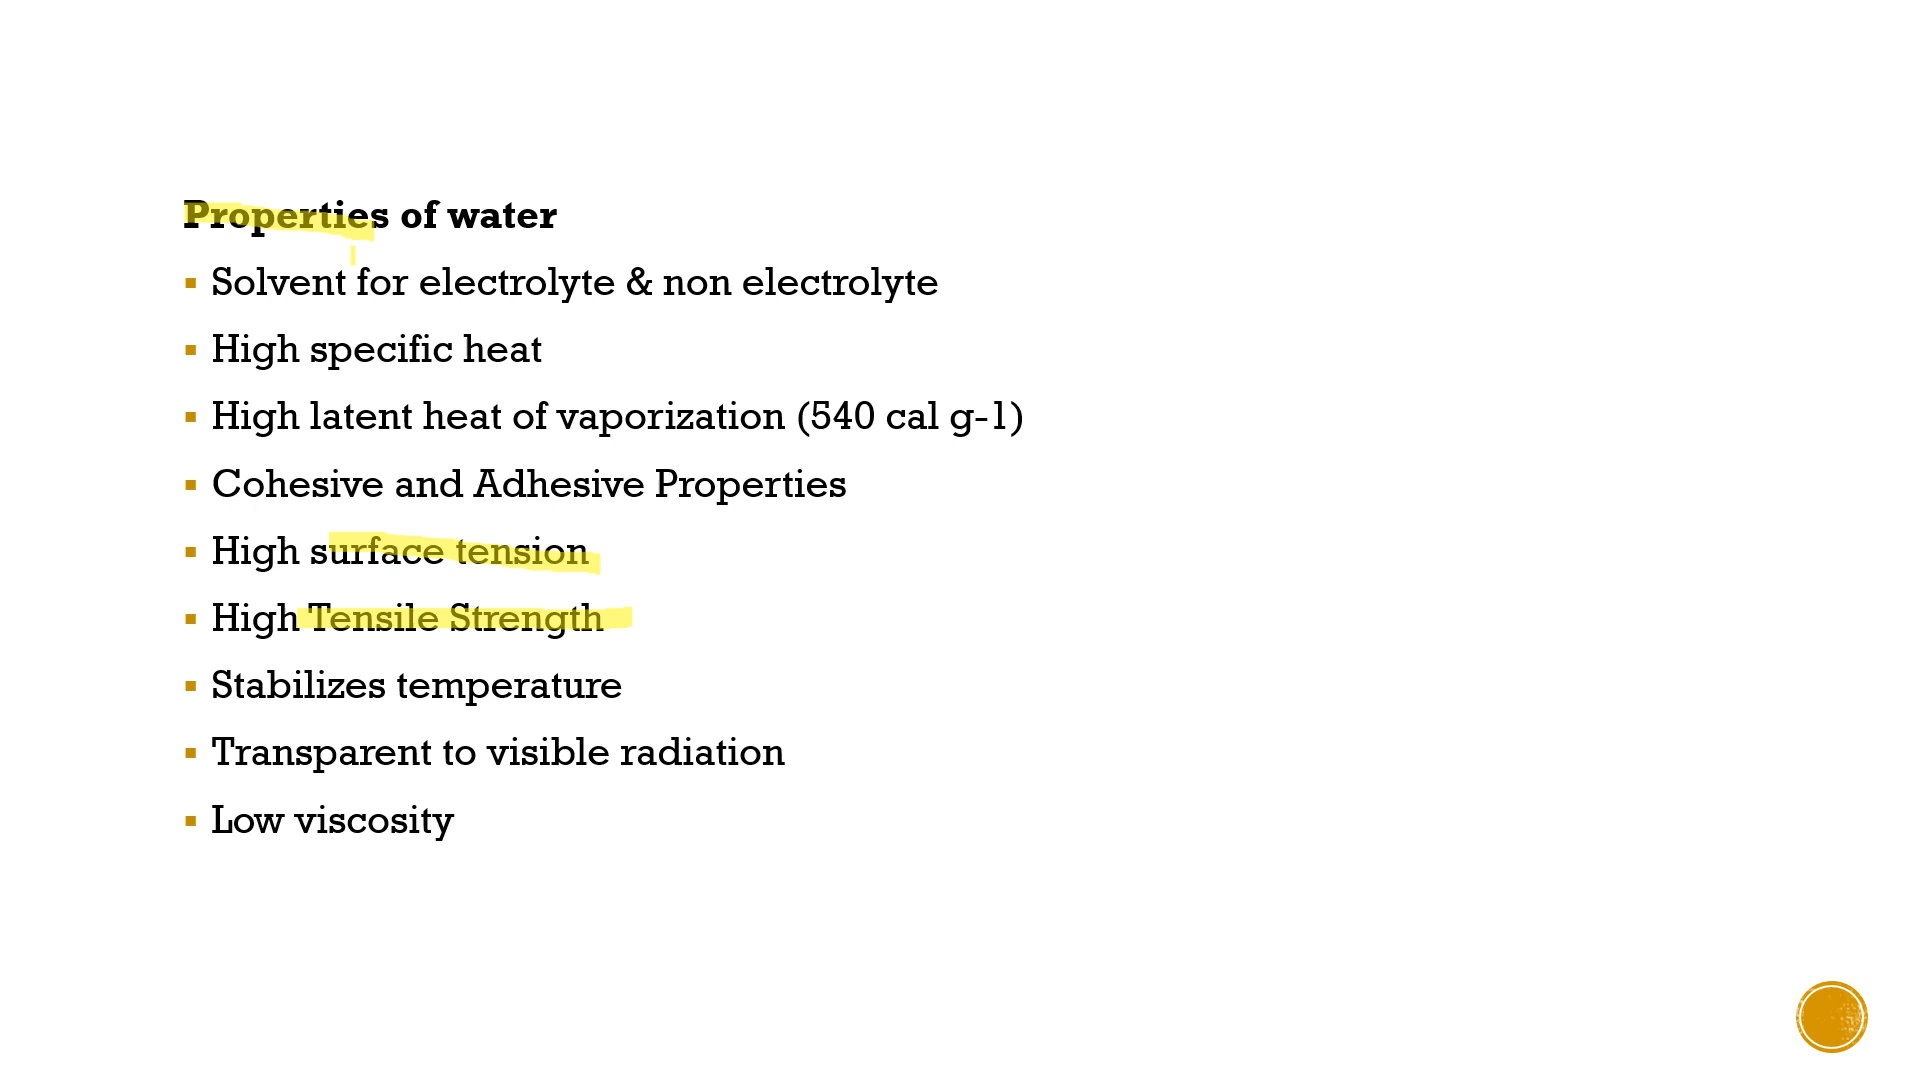 Properties of water
▪ Solvent for electrolyte & non electrolyte
▪ High specific heat
▪ High latent heat of vaporization (540 cal g-1)
▪ Cohesive and Adhesive Properties
▪ High surface tension
▪ High Tensile Strength
▪ Stabilizes temperature
▪ Transparent to visible radiation
▪ Low viscosity